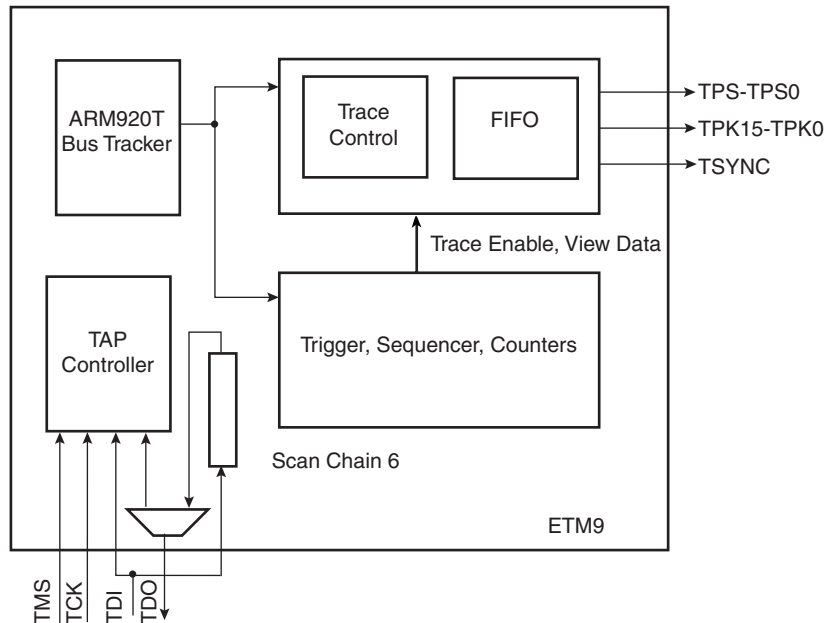 ARM920T
Bus Tracker
Trace
Control
FIFO
TPS-TPS0
TPK15-TPK0
TSYNC
Trace Enable, View Data
TAP
Controller
Trigger, Sequencer, Counters
Scan Chain 6
ETM9
TMS
TCK
TDI
TDO